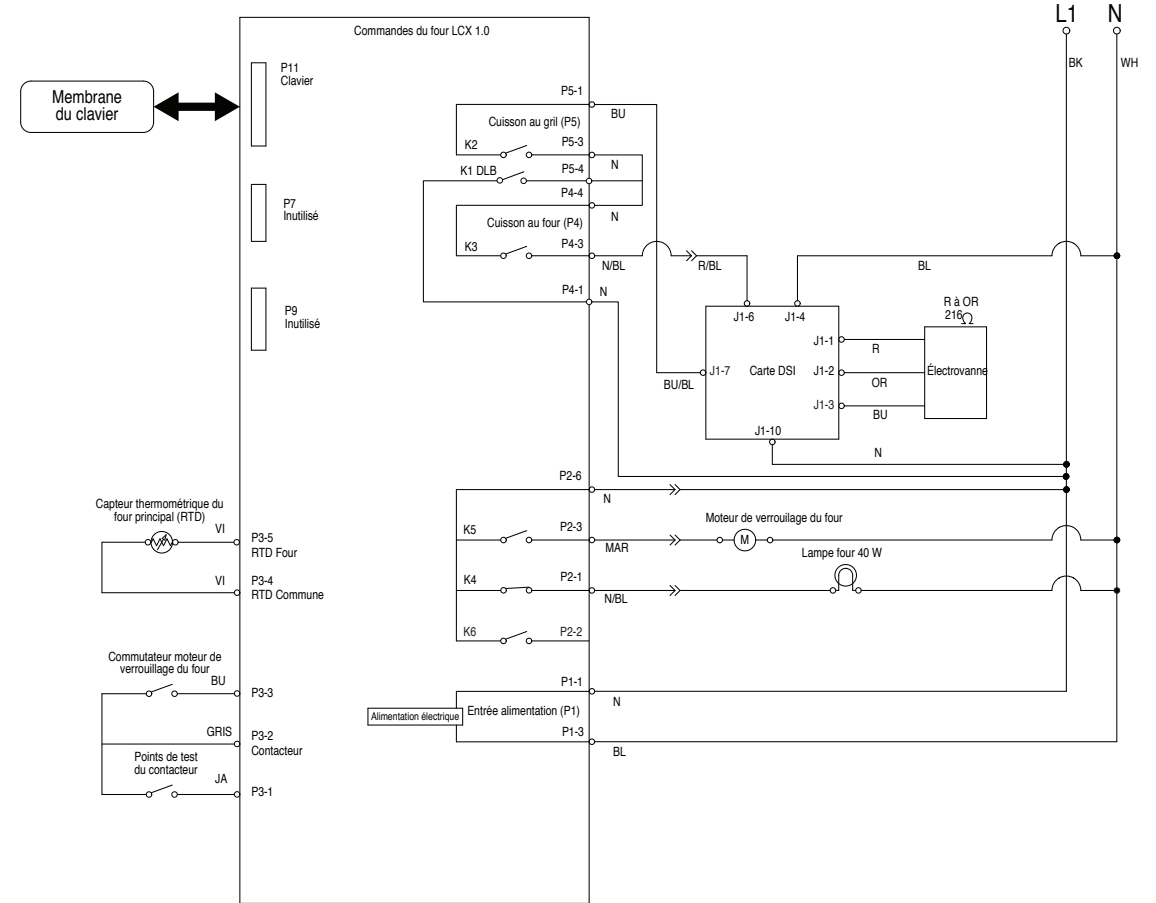 L1 N
Commandes du four LCX 1.0
BK
WH
P11
Clavier
Membrane
du clavier
P5-1
BU
Cuisson au gril (P5)
K2
P5-3
N
K1 DLB
P5-4
P7
Inutilisé
P4-4
N
Cuisson au four (P4)
K3
P4-3
N/BL
R/BL
BL
P4-1
N
P9
Inutilisé
J1-6
J1-4
R à OR
216Ω
J1-1
R
J1-7
Carte DSI
J1-2
OR
Électrovanne
BU/BL
J1-3
BU
J1-10
N
P2-6
N
Capteur thermométrique du
four principal (RTD)
VI
P3-5
RTD Four
K5
P2-3
MAR
Moteur de verrouilage du four
M
Lampe four 40 W
VI
P3-4
RTD Commune
K4
P2-1
N/BL
K6
P2-2
Commutateur moteur de
verrouillage du four
BU
P3-3
P1-1
N
Alimentation électrique
Entrée alimentation (P1)
GRIS
P3-2
Contacteur
P1-3
BL
Points de test
du contacteur
JA
P3-1